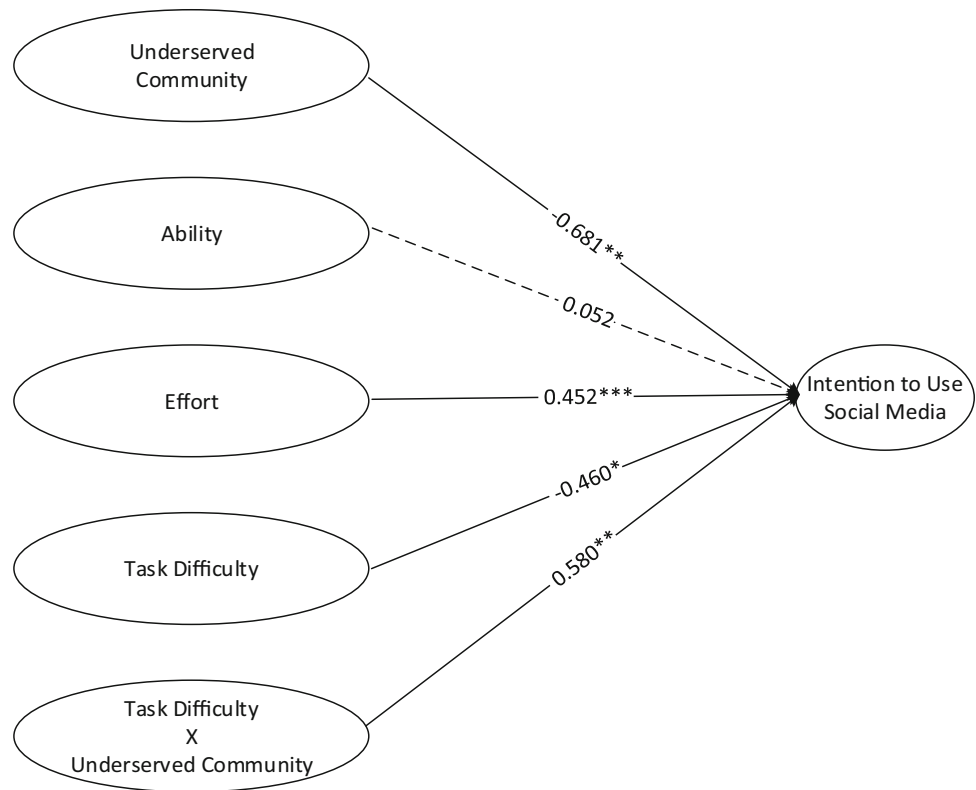 Underserved
Community
-0.681**
Ability
0.052
Intention to Use
Social Media
Effort
0.452***
-0.460*
Task Difficulty
0.580**
Task Difficulty
X
Underserved Community